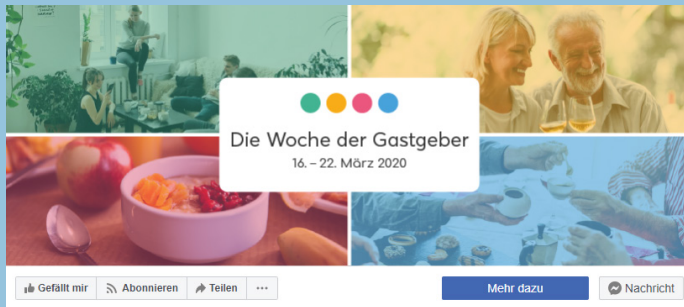 Die Woche der Gastgeber
16. – 22. März 2020
Gefällt mir Abonnieren Teilen ··· Mehr dazu Nachricht